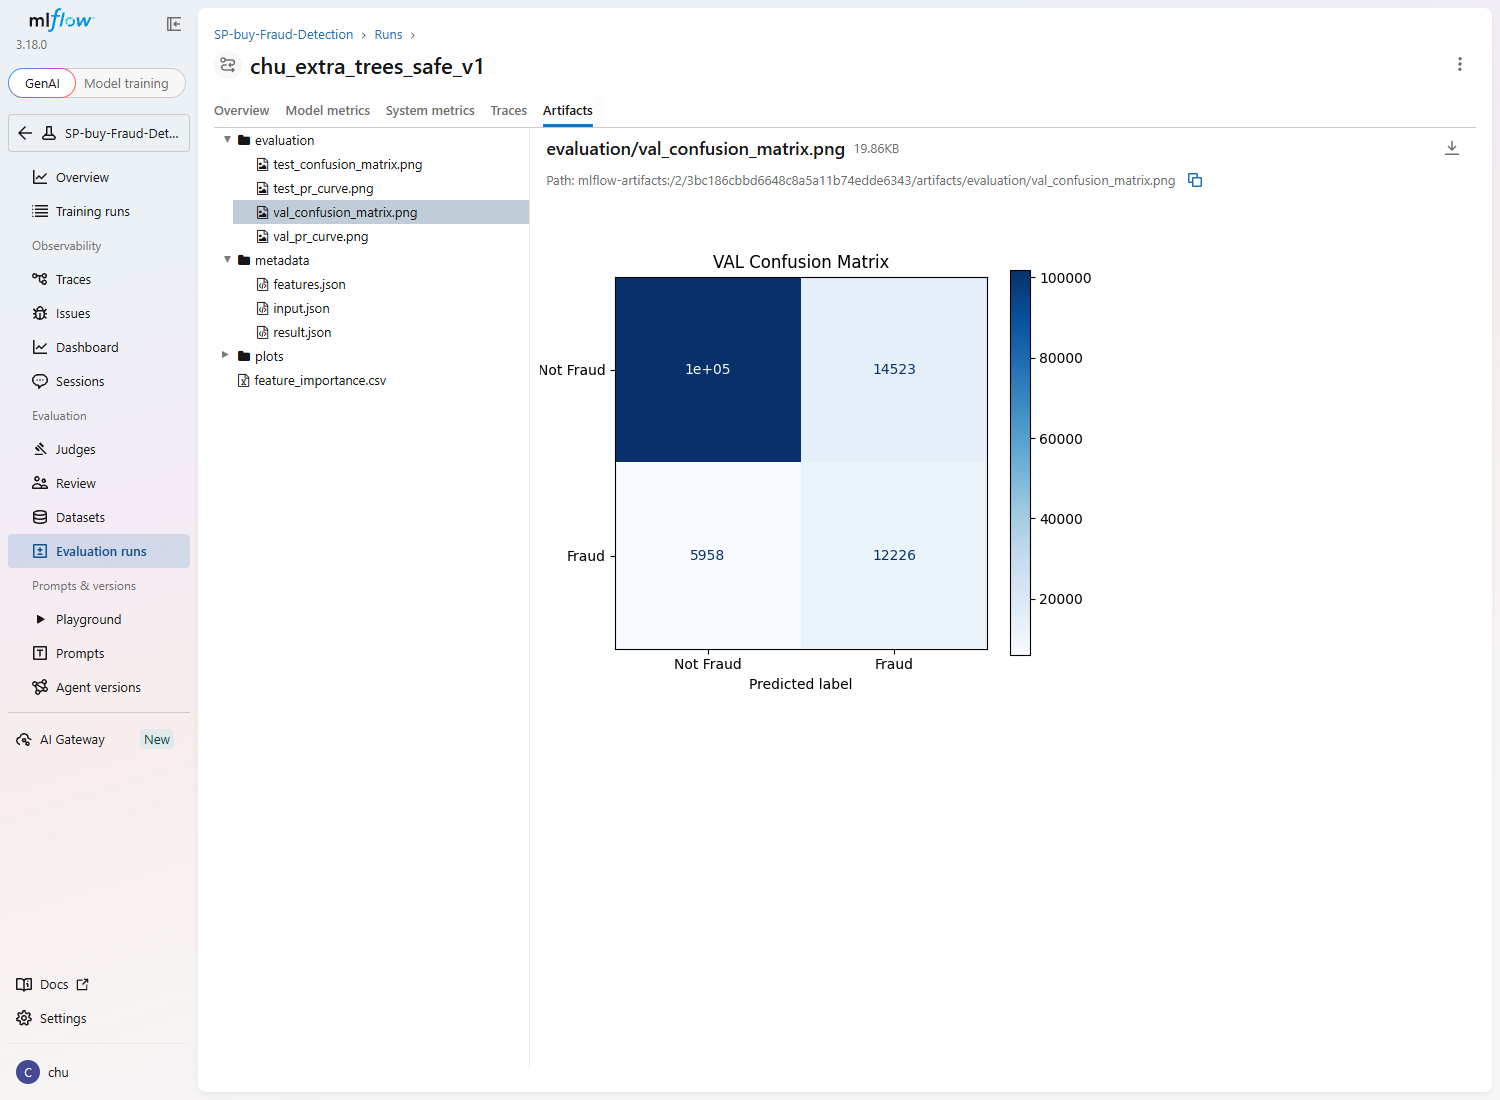 mlflow
3.18.0
GenAI
Model training
SP-buy-Fraud-Det...
Overview
Training runs
Observability
Traces
Issues
Dashboard
Sessions
Evaluation
Judges
Review
Datasets
Evaluation runs
Prompts & versions
Playground
Prompts
Agent versions
AI Gateway New
Docs
Settings
C chu
SP-buy-Fraud-Detection > Runs >
chu_extra_trees_safe_v1
Overview Model metrics System metrics Traces Artifacts
evaluation
test_confusion_matrix.png
test_pr_curve.png
val_confusion_matrix.png
val_pr_curve.png
metadata
features.json
input.json
result.json
plots
feature_importance.csv
evaluation/val_confusion_matrix.png 19.86KB
Path: mlflow-artifacts:/2/3bc186cbbd6648c8a5a11b74edde6343/artifacts/evaluation/val_confusion_matrix.png
VAL Confusion Matrix
Not Fraud 1e+05 14523
Fraud 5958 12226
Not Fraud Fraud
Predicted label
100000
80000
60000
40000
20000